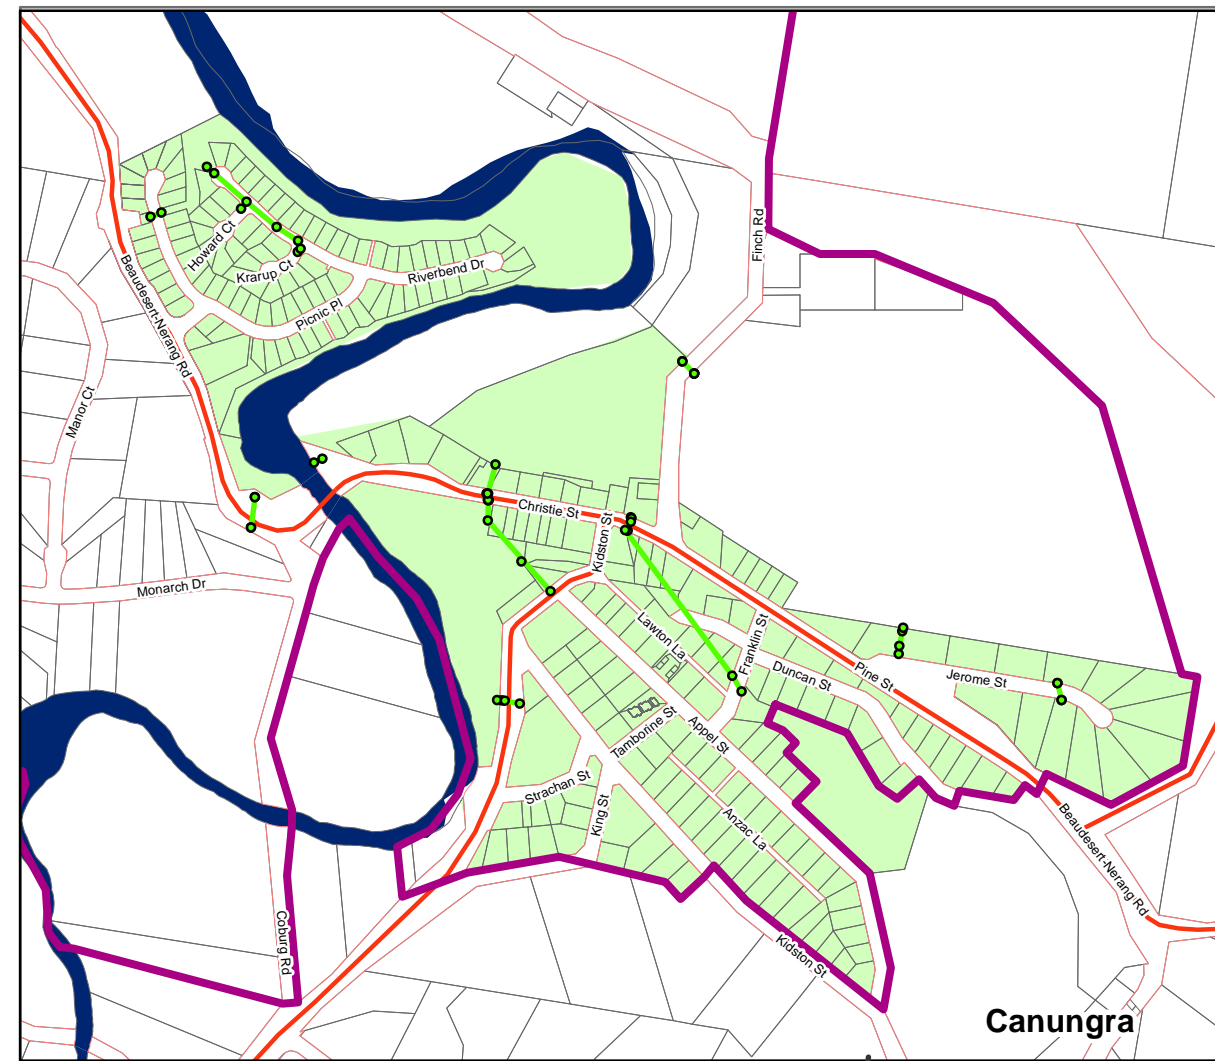 Finch Rd
Howard Ct
Krarup Ct
Riverbend Dr
Picnic Pl
Beaudesert-Nerang Rd
Manor Ct
Christie St
Kidston St
Monarch Dr
Lawton La
Franklin St
Duncan St
Pine St
Jerome St
Tamborine St
Appel St
Strachan St
King St
Anzac La
Beaudesert-Nerang Rd
Coburg Rd
Kidston St
Canungra